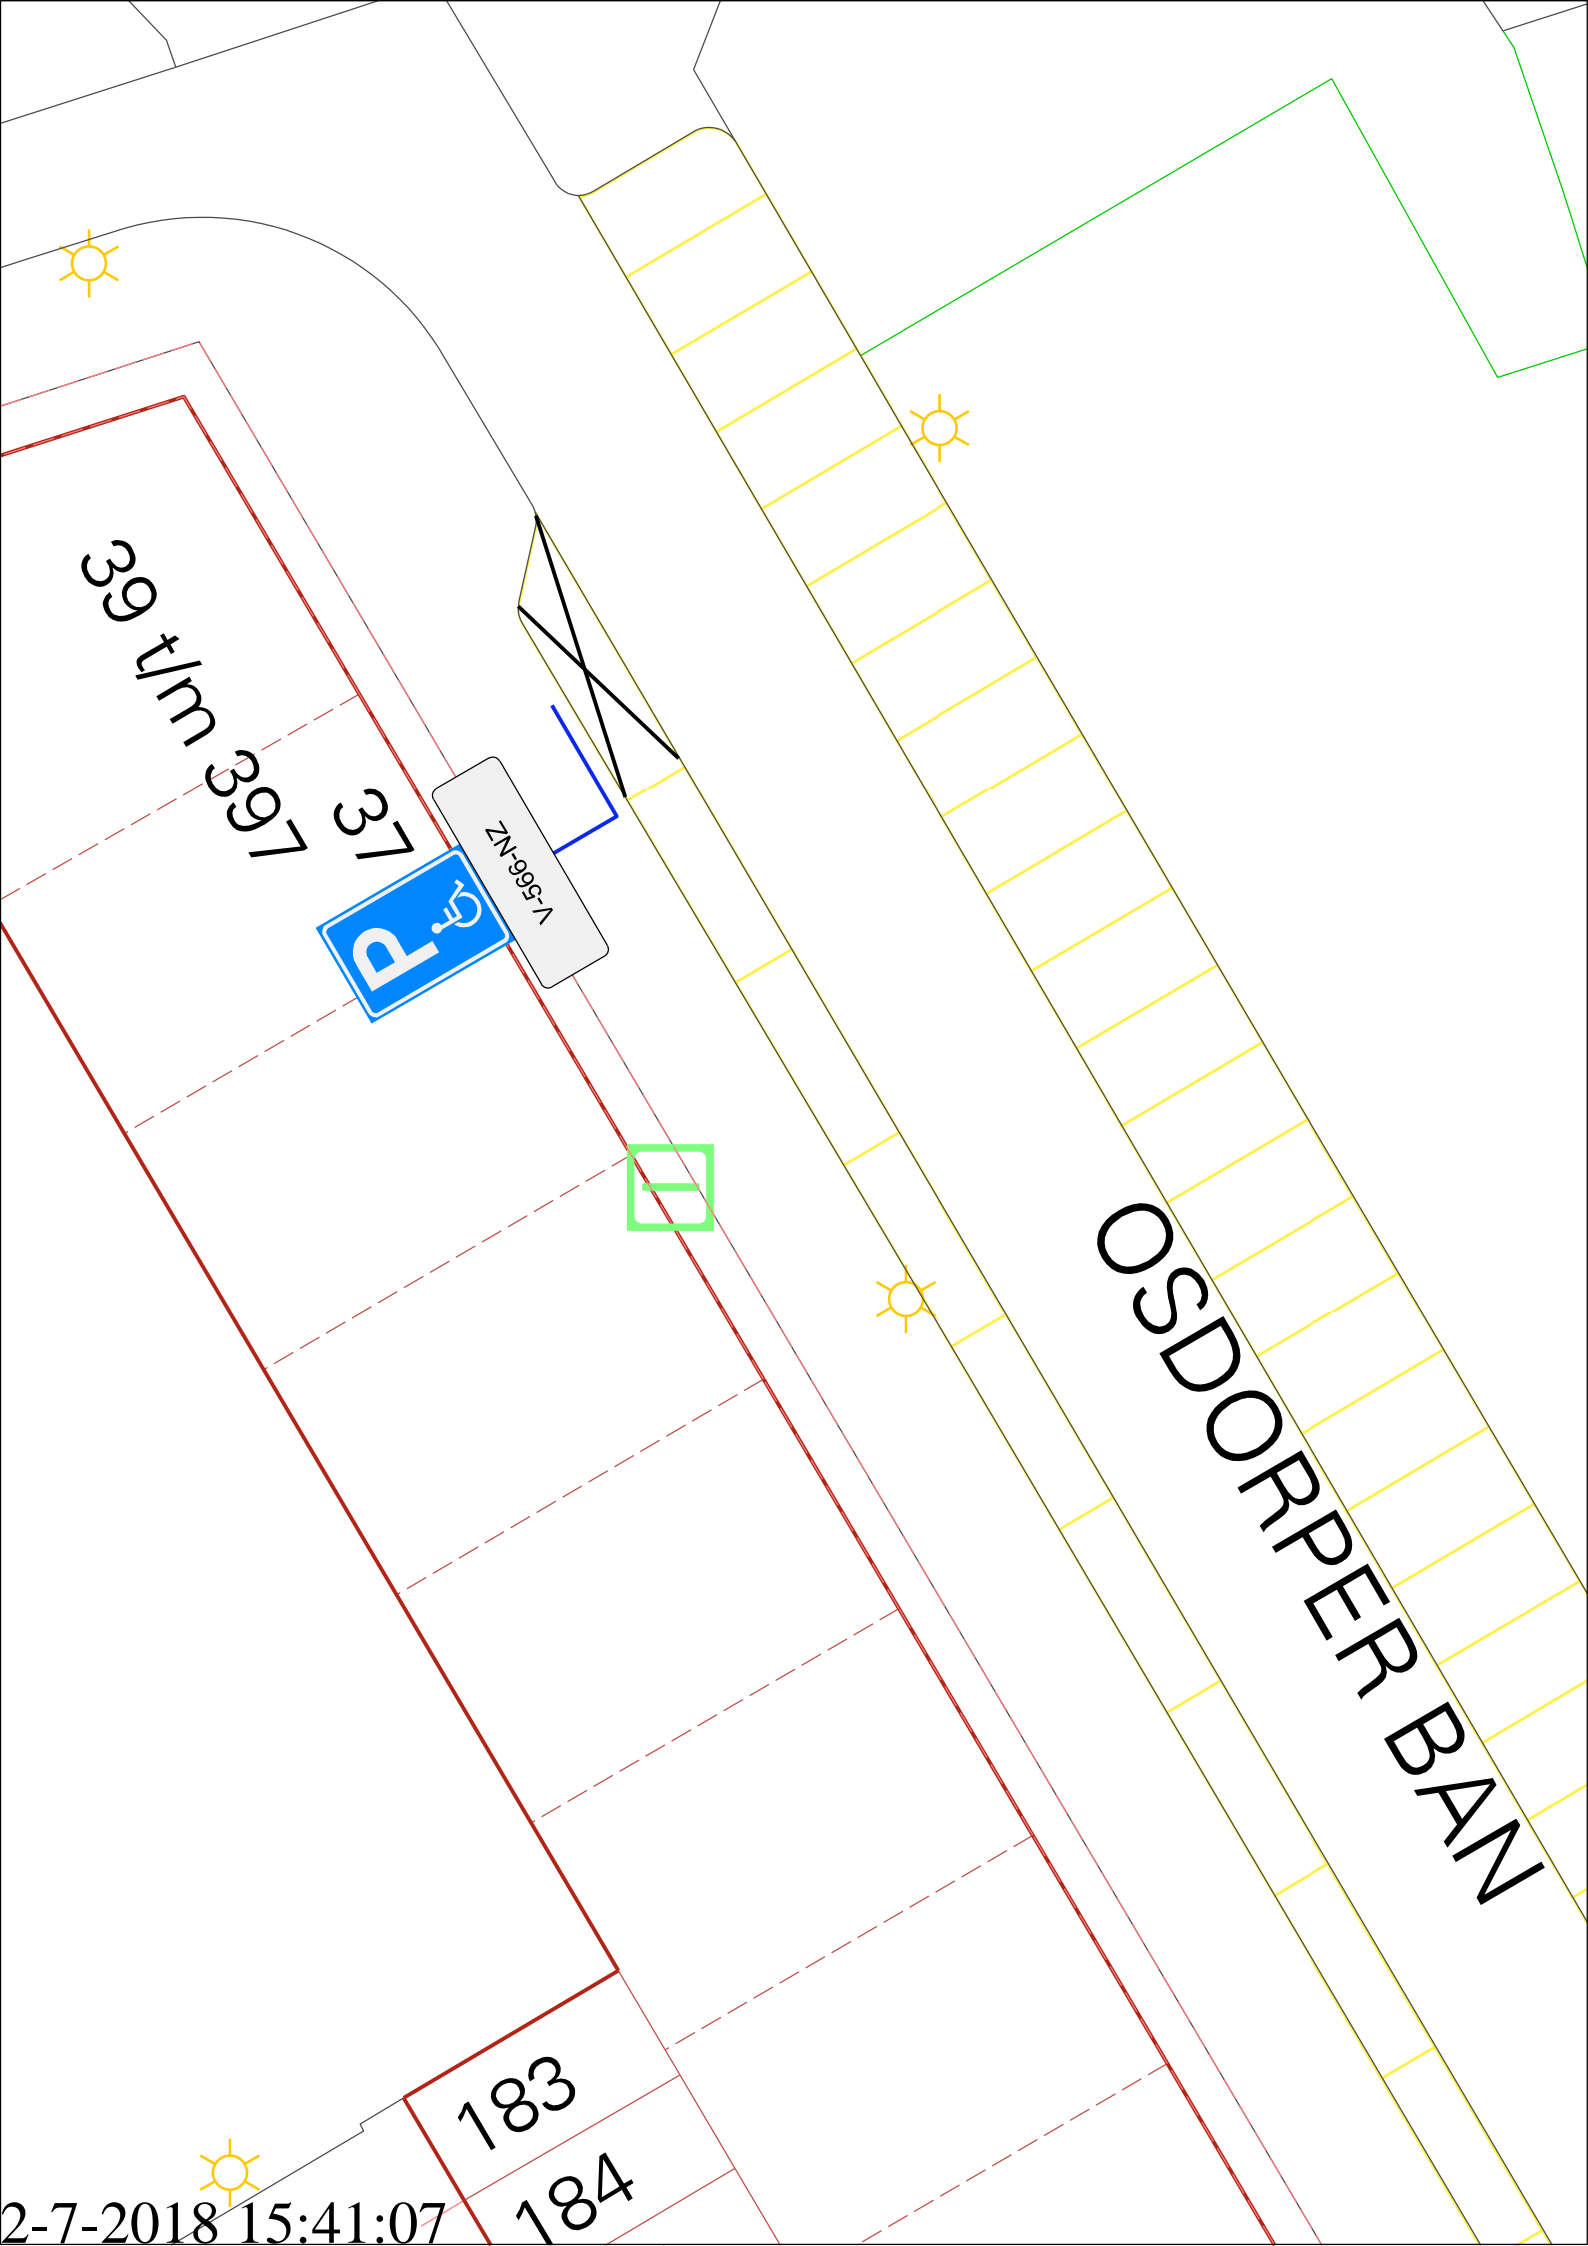 39 t/m 397
37
P
V-566-NZ
OSDORPER BAN
183
184
2-7-2018 15:41:07